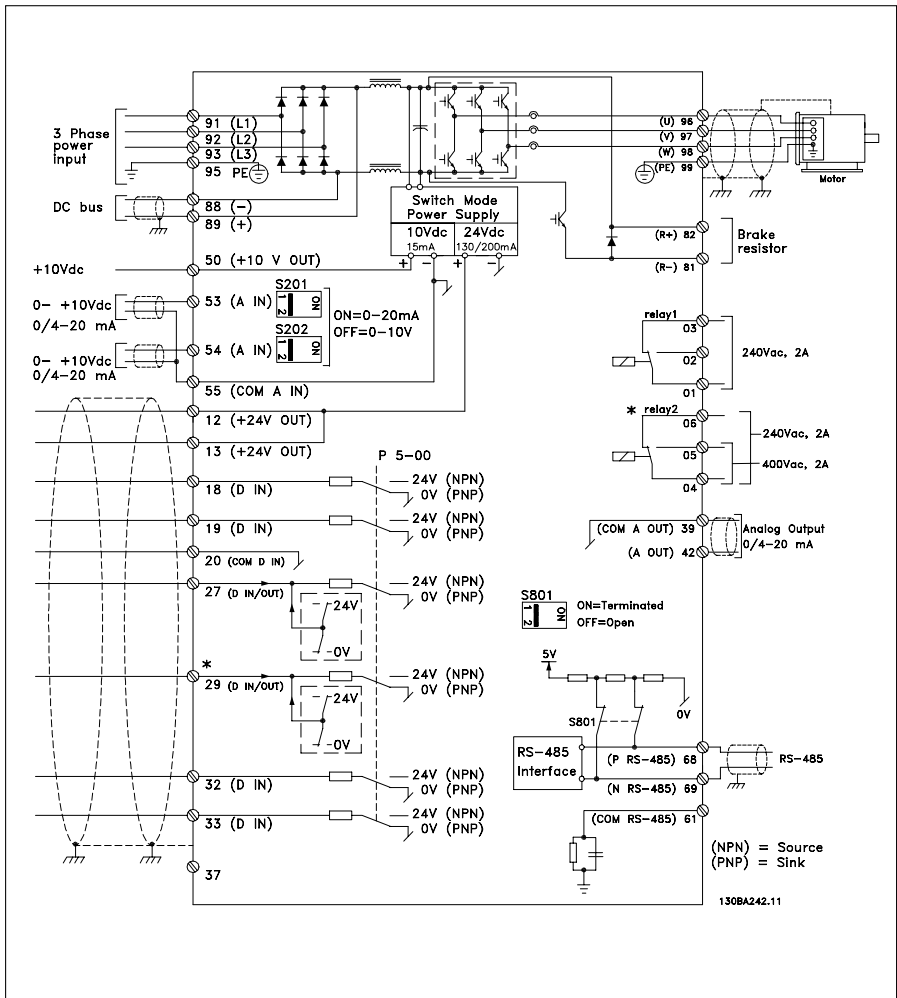 3 Phase
power
input
91 (L1)
92 (L2)
93 (L3)
95 PE
DC bus
88 (-)
89 (+)
Switch Mode
Power Supply
10Vdc
15mA
24Vdc
130/200mA
+ - + -
+10Vdc
50 (+10 V OUT)
0- +10Vdc
0/4-20 mA
53 (A IN)
S201
1 2
ON
ON=0-20mA
OFF=0-10V
S202
1 2
ON
0- +10Vdc
0/4-20 mA
54 (A IN)
55 (COM A IN)
12 (+24V OUT)
13 (+24V OUT)
P 5-00
18 (D IN)
24V (NPN)
0V (PNP)
19 (D IN)
24V (NPN)
0V (PNP)
20 (COM D IN)
27 (D IN/OUT)
24V (NPN)
0V (PNP)
24V
0V
*
29 (D IN/OUT)
24V (NPN)
0V (PNP)
24V
0V
32 (D IN)
24V (NPN)
0V (PNP)
33 (D IN)
24V (NPN)
0V (PNP)
37
(U) 96
(V) 97
(W) 98
(PE) 99
Motor
(R+) 82
(R-) 81
Brake
resistor
relay1
03
02
01
240Vac, 2A
* relay2
06
05
04
240Vac, 2A
400Vac, 2A
(COM A OUT) 39
(A OUT) 42
Analog Output
0/4-20 mA
S801
1 2
ON
ON=Terminated
OFF=Open
5V
S801
0V
RS-485
Interface
(P RS-485) 68
(N RS-485) 69
RS-485
(COM RS-485) 61
(NPN) = Source
(PNP) = Sink
130BA242.11